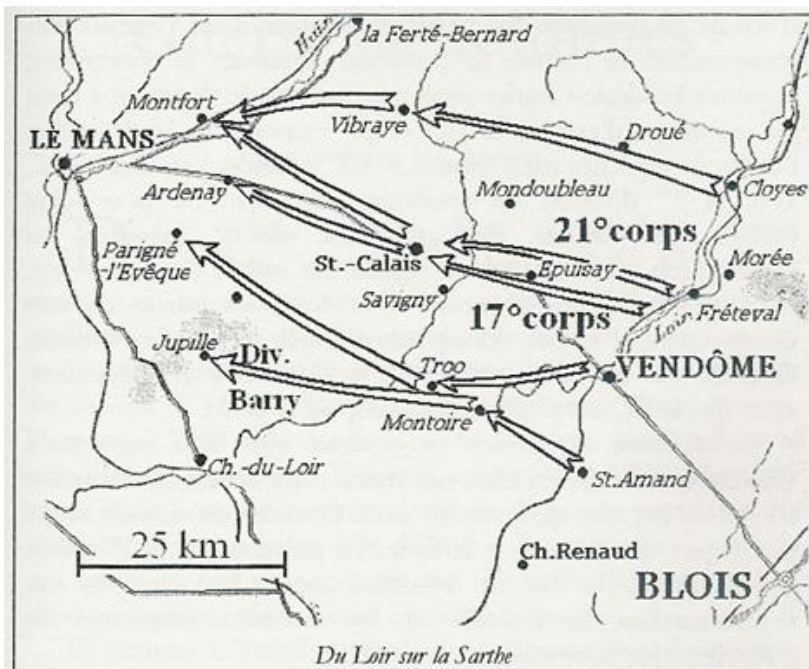 Huin
la Ferté-Bernard
Montfort
Vibraye
Droué
LE MANS
Ardenay
Mondoubleau
Cloyes
21°corps
Parigné
-l'Evêque
St.-Calais
Epuisay
Morée
Savigny
17°corps
Loir
Fréteval
Jupille
Div.
Barry
Troo
VENDÔME
Montoire
Ch.-du-Loir
St.Amand
25 km
Ch.Renaud
BLOIS
Du Loir sur la Sarthe